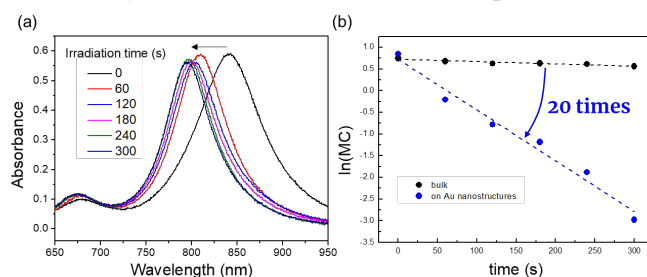 (a)
Irradiation time (s)
0
60
120
180
240
300
0.6
0.5
0.4
0.3
0.2
0.1
0.0
Absorbance
650 700 750 800 850 900 950
Wavelength (nm)
(b)
1.0
0.5
0.0
-0.5
-1.0
-1.5
-2.0
-2.5
-3.0
ln(MC)
20 times
bulk
on Au nanostructures
0 50 100 150 200 250 300
time (s)